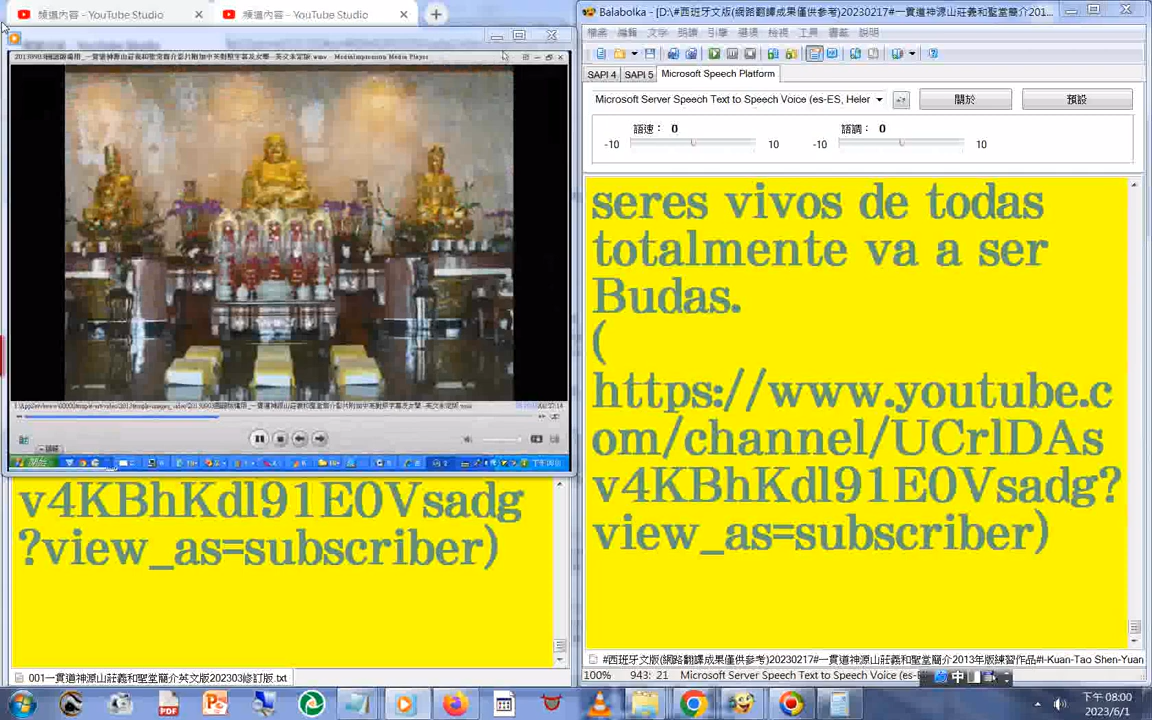 頻道內容 - YouTube Studio
頻道內容 - YouTube Studio
Balabolka - [D:\#西班牙文版(網路翻譯成果僅供參考)20230217#一貫道神源山莊義和聖堂簡介2013年...
檔案 編輯 文字 朗讀 引擎 選項 檢視 工具 書籤 說明
SAPI 4 SAPI 5 Microsoft Speech Platform
Microsoft Server Speech Text to Speech Voice (es-ES, Heler
關於
預設
語速： 0
語調： 0
-10 10 -10 10
seres vivos de todas
totalmente va a ser
Budas.
(
https://www.youtube.c
om/channel/UCrlDAs
v4KBhKdl91E0Vsadg?
view_as=subscriber)
v4KBhKdl91E0Vsadg
?view_as=subscriber)
001一貫道神源山莊義和聖堂簡介英文版202303修訂版.txt
#西班牙文版(網路翻譯成果僅供參考)20230217#一貫道神源山莊義和聖堂簡介2013年版練習作品#I-Kuan-Tao Shen-Yuan
100% 943: 21 Microsoft Server Speech Text to Speech Voice (es-E
中
下午 08:00
2023/6/1